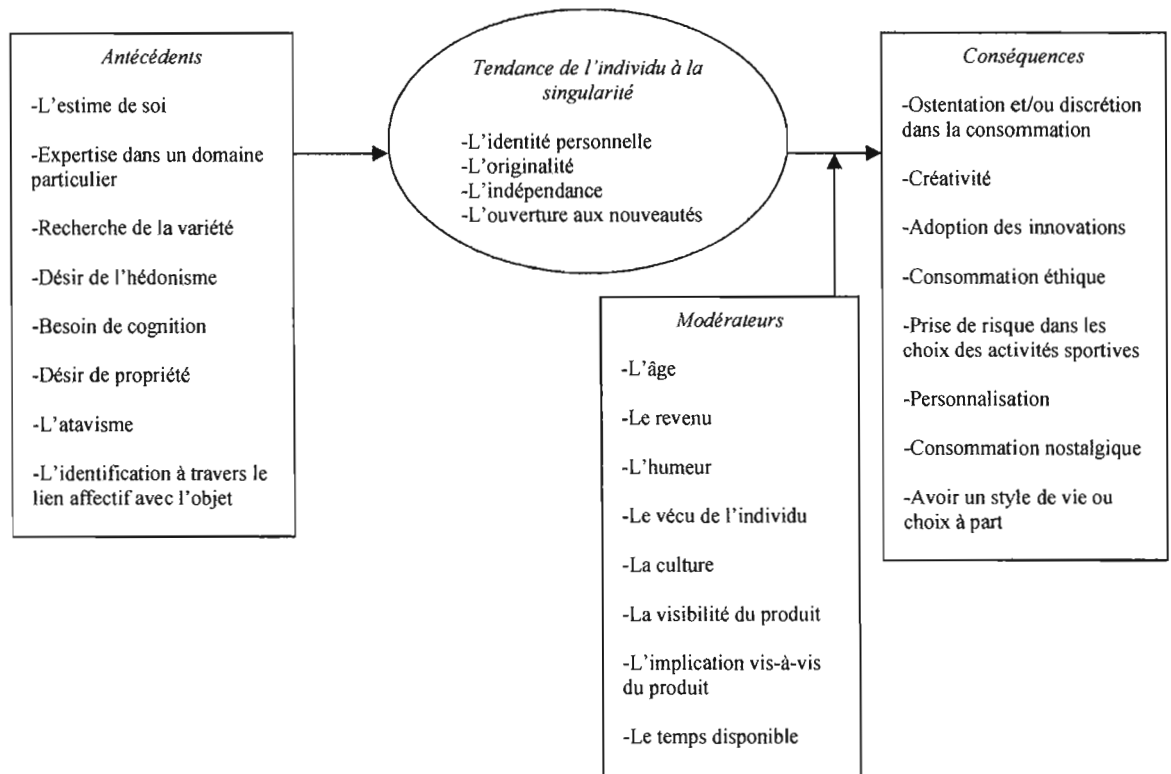 Antécédents
-L'estime de soi
-Expertise dans un domaine
particulier
-Recherche de la variété
-Désir de l'hédonisme
-Besoin de cognition
-Désir de propriété
-L'atavisme
-L'identification à travers le
lien affectif avec l'objet
Tendance de l'individu à la
singularité
-L'identité personnelle
-L'originalité
-L'indépendance
-L'ouverture aux nouveautés
Modérateurs
-L'âge
-Le revenu
-L'humeur
-Le vécu de l'individu
-La culture
-La visibilité du produit
-L'implication vis-à-vis
du produit
-Le temps disponible
Conséquences
-Ostentation et/ou discrétion
dans la consommation
-Créativité
-Adoption des innovations
-Consommation éthique
-Prise de risque dans les
choix des activités sportives
-Personnalisation
-Consommation nostalgique
-Avoir un style de vie ou
choix à part